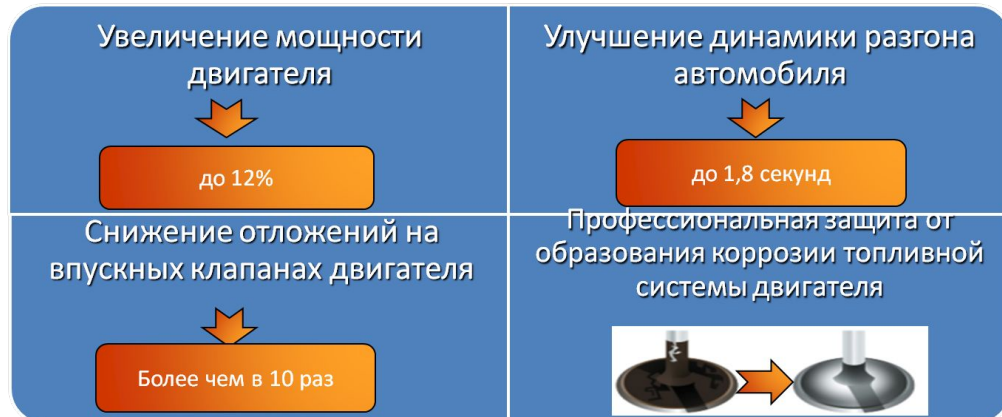 Увеличение мощности
двигателя
до 12%
Улучшение динамики разгона
автомобиля
до 1,8 секунд
Снижение отложений на
впускных клапанах двигателя
Более чем в 10 раз
Профессиональная защита от
образования коррозии топливной
системы двигателя